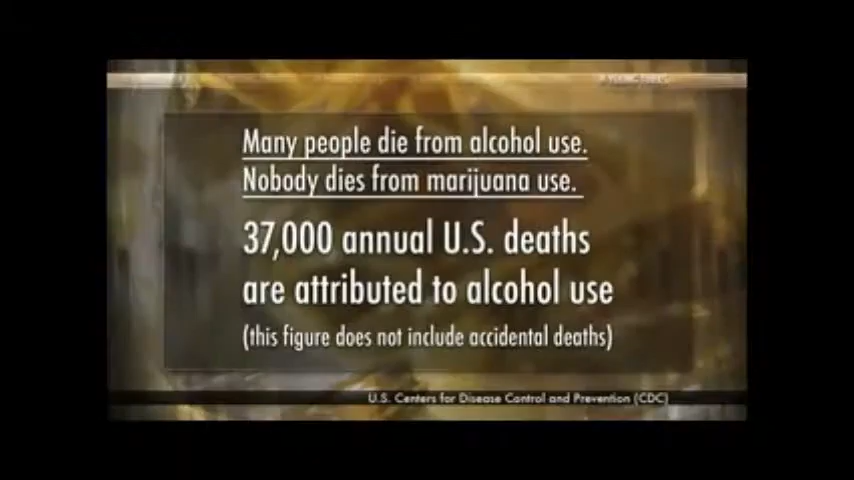 Many people die from alcohol use.
Nobody dies from marijuana use.
37,000 annual U.S. deaths
are attributed to alcohol use
(this figure does not include accidental deaths)
U.S. Centers for Disease Control and Prevention (CDC)